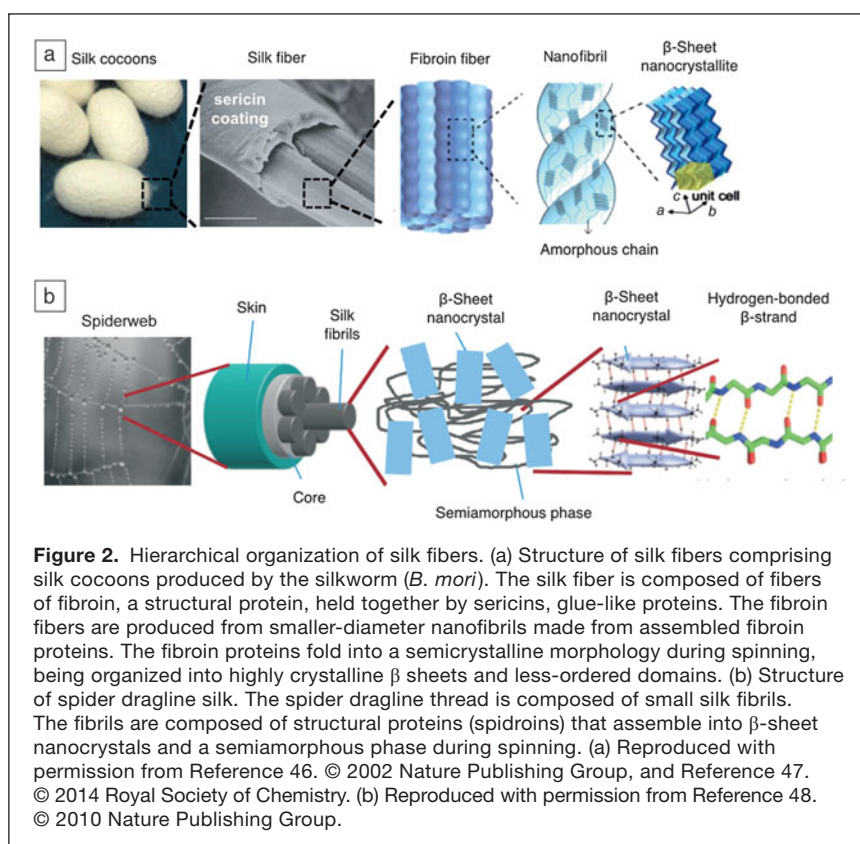 a
Silk cocoons
Silk fiber
Fibroin fiber
Nanofibril
β-Sheet
nanocrystallite
sericin
coating
c
unit cell
a
b
Amorphous chain
b
Spiderweb
Skin
Silk
fibrils
β-Sheet
nanocrystal
β-Sheet
nanocrystal
Hydrogen-bonded
β-strand
Core
Semiamorphous phase
Figure 2. Hierarchical organization of silk fibers. (a) Structure of silk fibers comprising
silk cocoons produced by the silkworm (B. mori). The silk fiber is composed of fibers
of fibroin, a structural protein, held together by sericins, glue-like proteins. The fibroin
fibers are produced from smaller-diameter nanofibrils made from assembled fibroin
proteins. The fibroin proteins fold into a semicrystalline morphology during spinning,
being organized into highly crystalline β sheets and less-ordered domains. (b) Structure
of spider dragline silk. The spider dragline thread is composed of small silk fibrils.
The fibrils are composed of structural proteins (spidroins) that assemble into β-sheet
nanocrystals and a semiamorphous phase during spinning. (a) Reproduced with
permission from Reference 46. © 2002 Nature Publishing Group, and Reference 47.
© 2014 Royal Society of Chemistry. (b) Reproduced with permission from Reference 48.
© 2010 Nature Publishing Group.